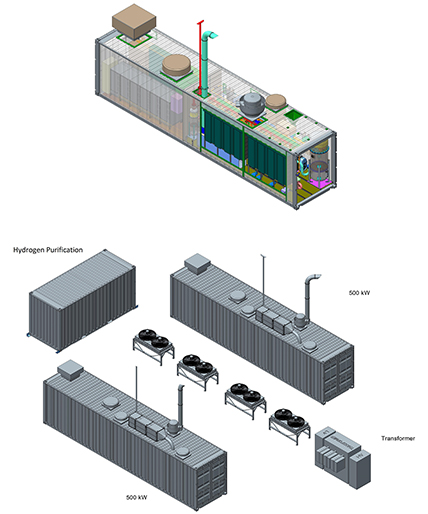 Hydrogen Purification
500 kW
Transformer
500 kW